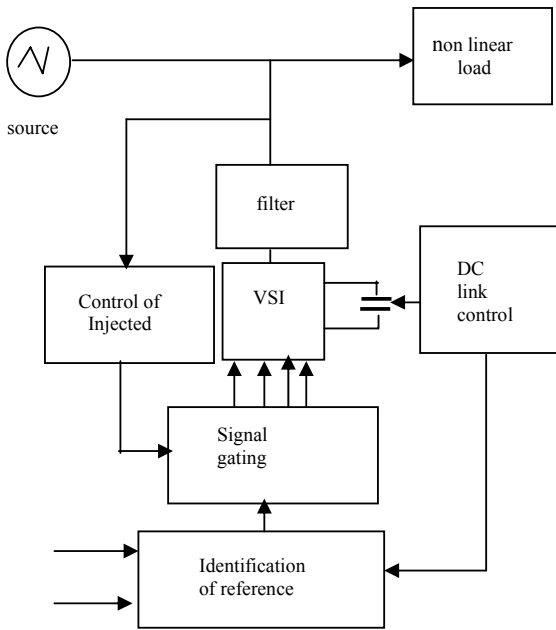 non linear
load
source
filter
VSI
DC
link
control
Control of
Injected
Signal
gating
Identification
of reference